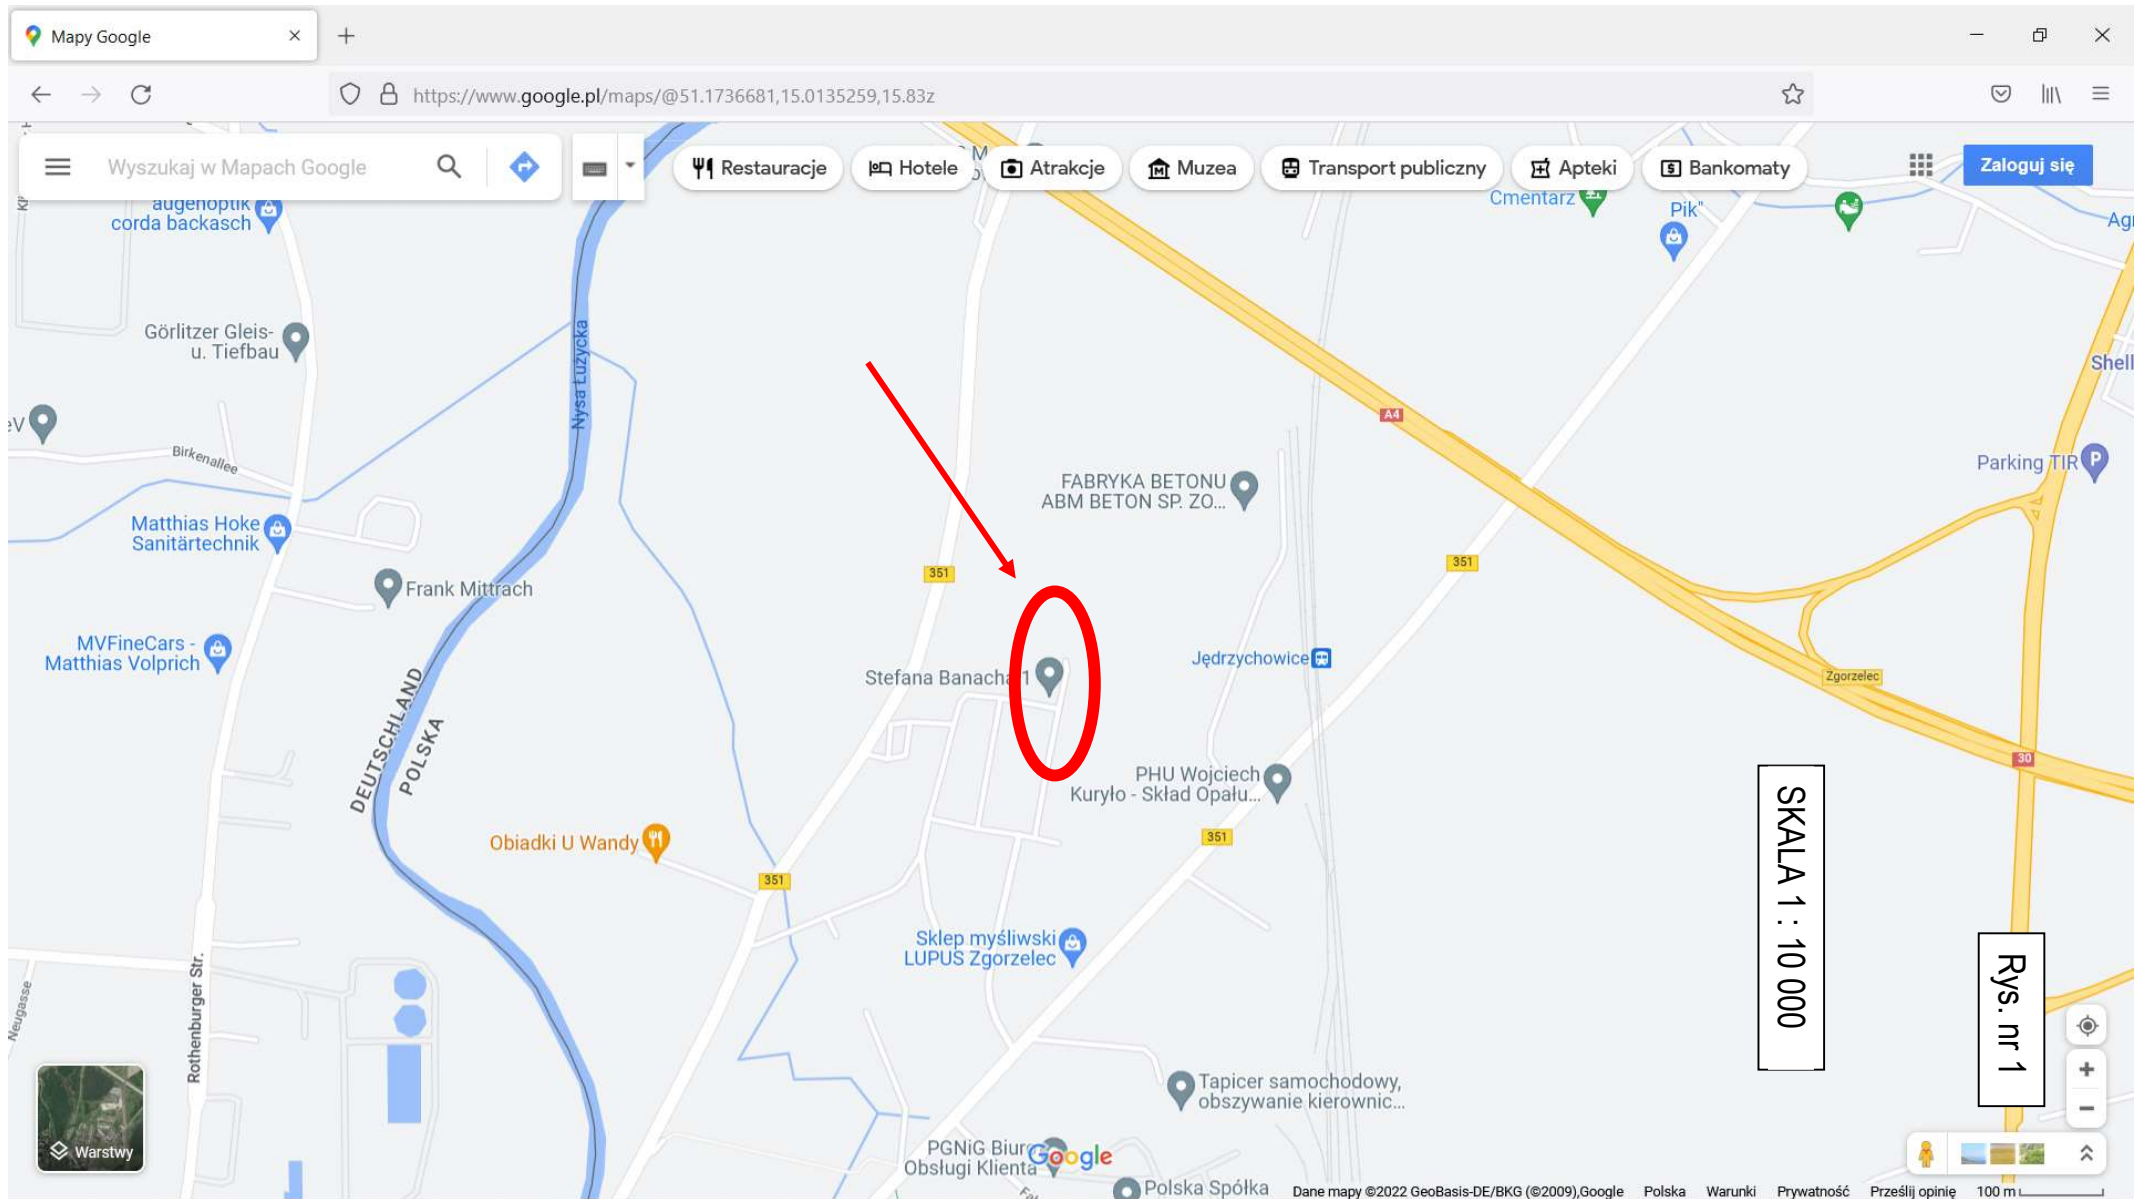 Mapy Google
https://www.google.pl/maps/@51.1736681,15.0135259,15.83z
Wyszukaj w Mapach Google
Restauracje
Hotele
Atrakcje
Muzea
Transport publiczny
Apteki
Bankomaty
Zaloguj się
augenoptik
corda backasch
Cmentarz
Pik"
Görlitzer Gleis-
u. Tiefbau
Nysa Łużycka
Shell
A4
Birkenallee
Parking TIR
P
FABRYKA BETONU
ABM BETON SP. ZO...
Matthias Hoke
Sanitärtechnik
351
351
Frank Mittrach
MVFineCars -
Matthias Volprich
Jędrzychowice
Stefana Banacha 1
Zgorzelec
DEUTSCHLAND
POLSKA
30
PHU Wojciech
Kuryło - Skład Opału...
351
Obiadki U Wandy
351
SKALA 1 : 10 000
Sklep myśliwski
LUPUS Zgorzelec
Rys. nr 1
Neugasse
Rothenburger Str.
Tapicer samochodowy,
obszywanie kierownic...
Warstwy
PGNiG Biuro
Obsługi Klienta
Google
Polska Spółka
Dane mapy ©2022 GeoBasis-DE/BKG (©2009),Google Polska Warunki Prywatność Prześlij opinię 100 m